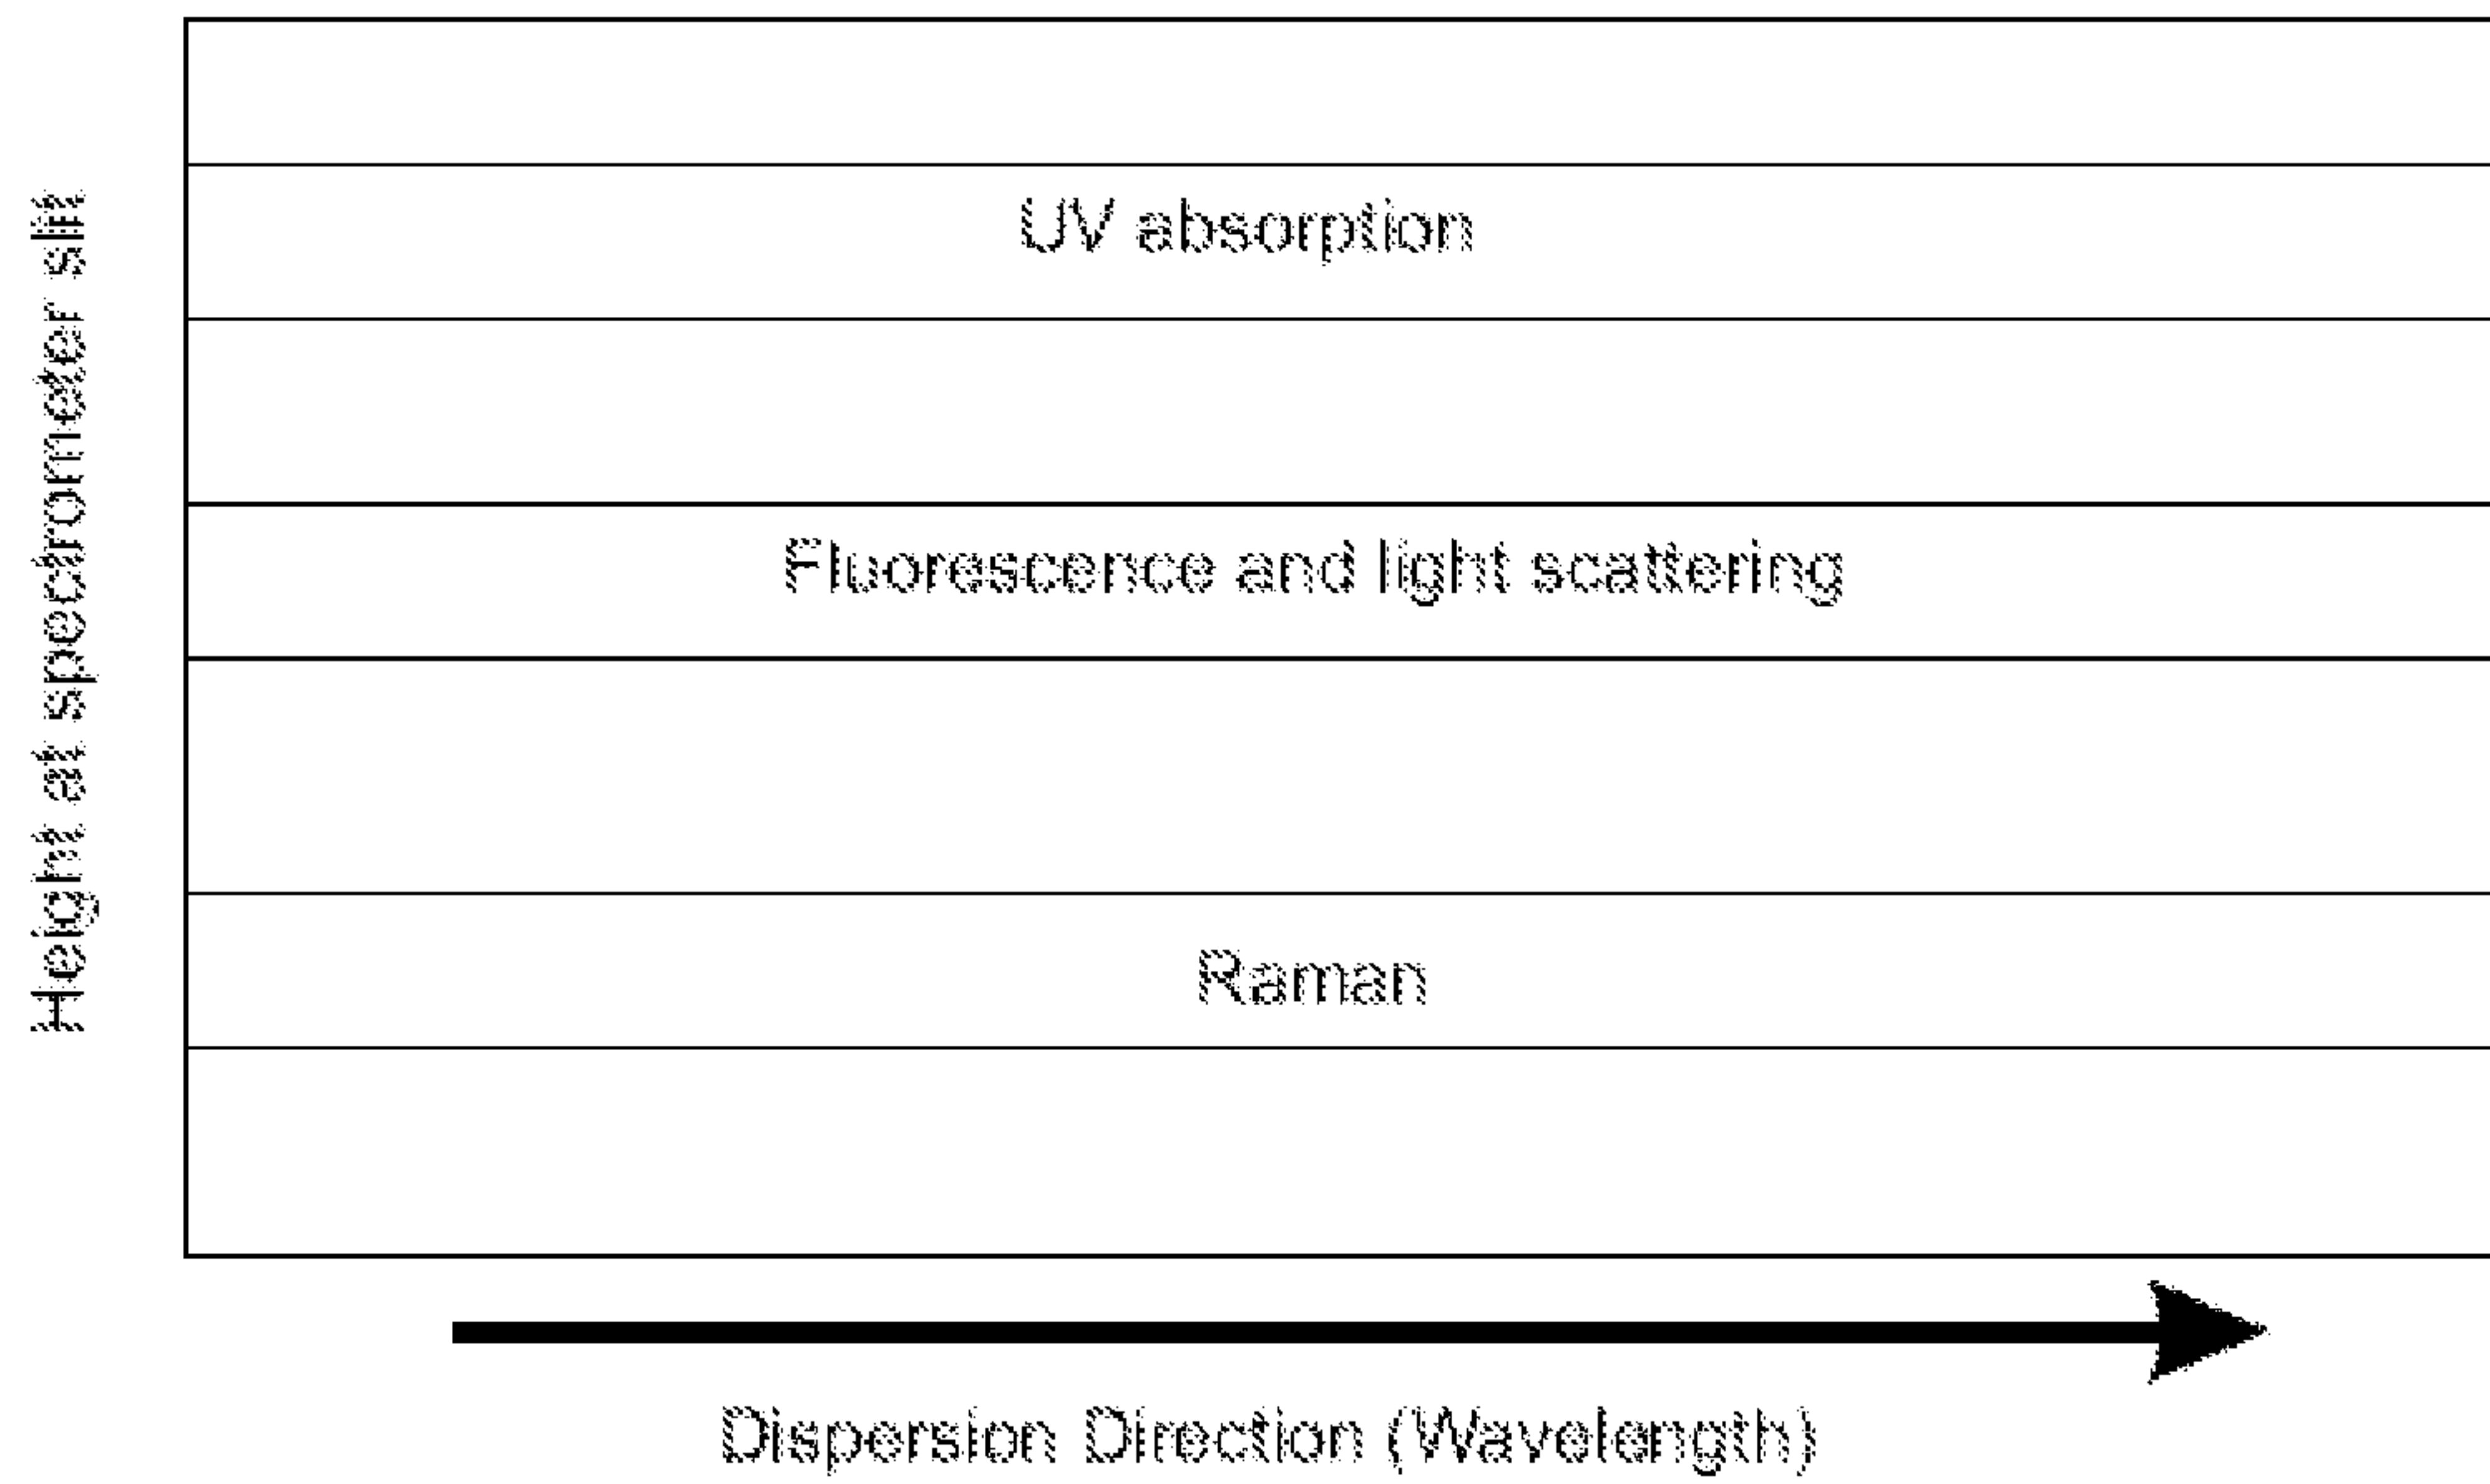 Height at spectrometer slit
UV absorption
Fluorescence and light scattering
Raman
Dispersion Direction (Wavelength)